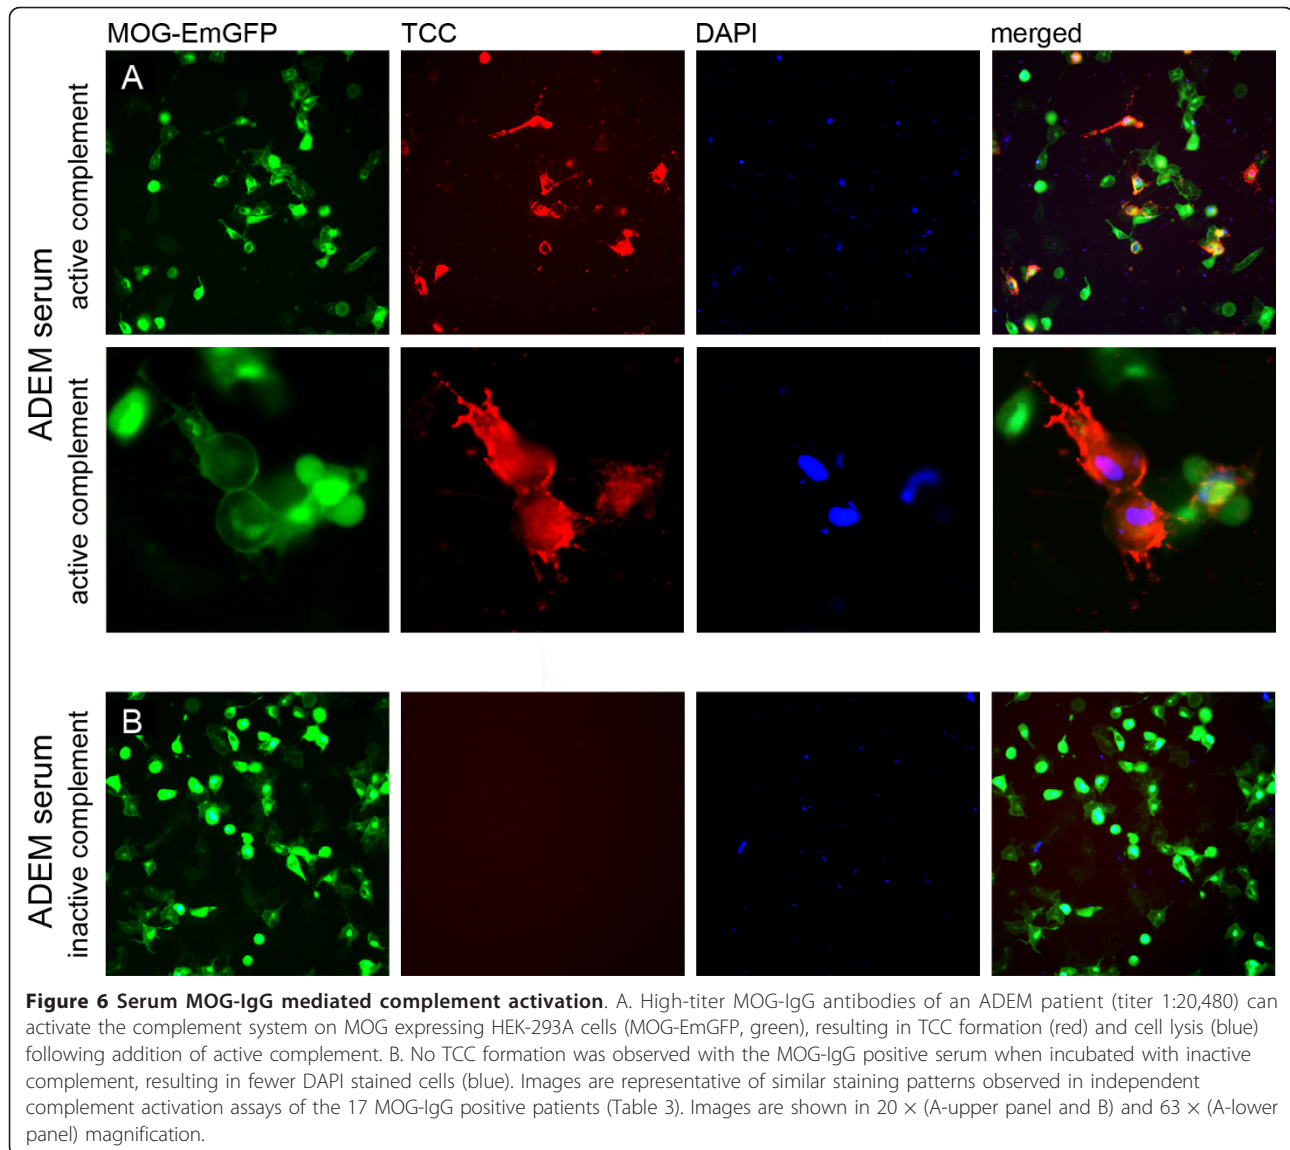 MOG-EmGFP TCC DAPI merged
A
ADEM serum
active complement
active complement
B
ADEM serum
inactive complement
Figure 6 Serum MOG-IgG mediated complement activation. A. High-titer MOG-IgG antibodies of an ADEM patient (titer 1:20,480) can
activate the complement system on MOG expressing HEK-293A cells (MOG-EmGFP, green), resulting in TCC formation (red) and cell lysis (blue)
following addition of active complement. B. No TCC formation was observed with the MOG-IgG positive serum when incubated with inactive
complement, resulting in fewer DAPI stained cells (blue). Images are representative of similar staining patterns observed in independent
complement activation assays of the 17 MOG-IgG positive patients (Table 3). Images are shown in 20 × (A-upper panel and B) and 63 × (A-lower
panel) magnification.